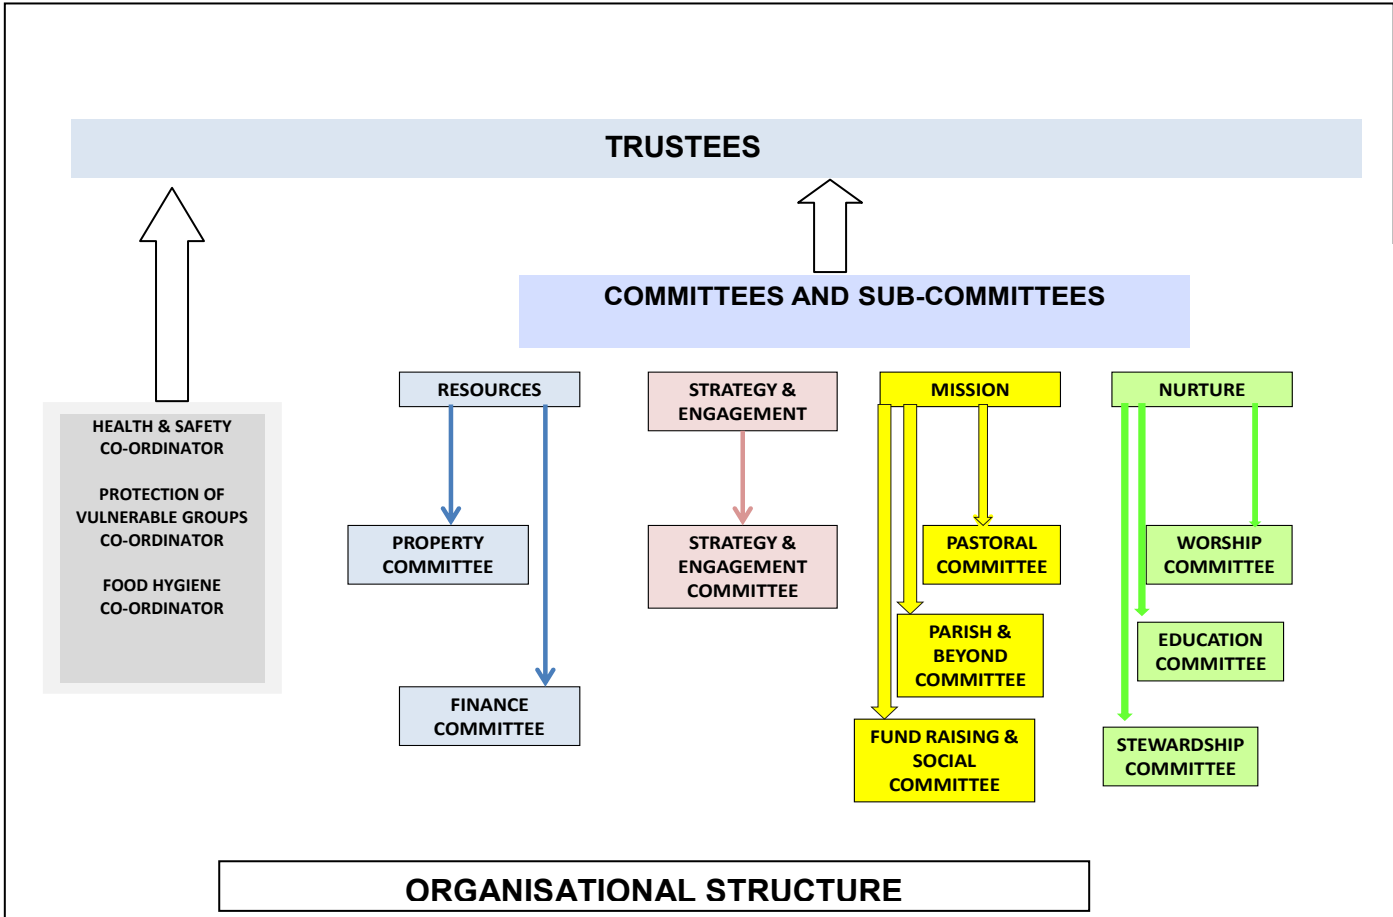 TRUSTEES
COMMITTEES AND SUB-COMMITTEES
HEALTH & SAFETY
CO-ORDINATOR
PROTECTION OF
VULNERABLE GROUPS
CO-ORDINATOR
FOOD HYGIENE
CO-ORDINATOR
RESOURCES
PROPERTY
COMMITTEE
FINANCE
COMMITTEE
STRATEGY &
ENGAGEMENT
STRATEGY &
ENGAGEMENT
COMMITTEE
MISSION
PASTORAL
COMMITTEE
PARISH &
BEYOND
COMMITTEE
FUND RAISING &
SOCIAL
COMMITTEE
NURTURE
WORSHIP
COMMITTEE
EDUCATION
COMMITTEE
STEWARDSHIP
COMMITTEE
ORGANISATIONAL STRUCTURE